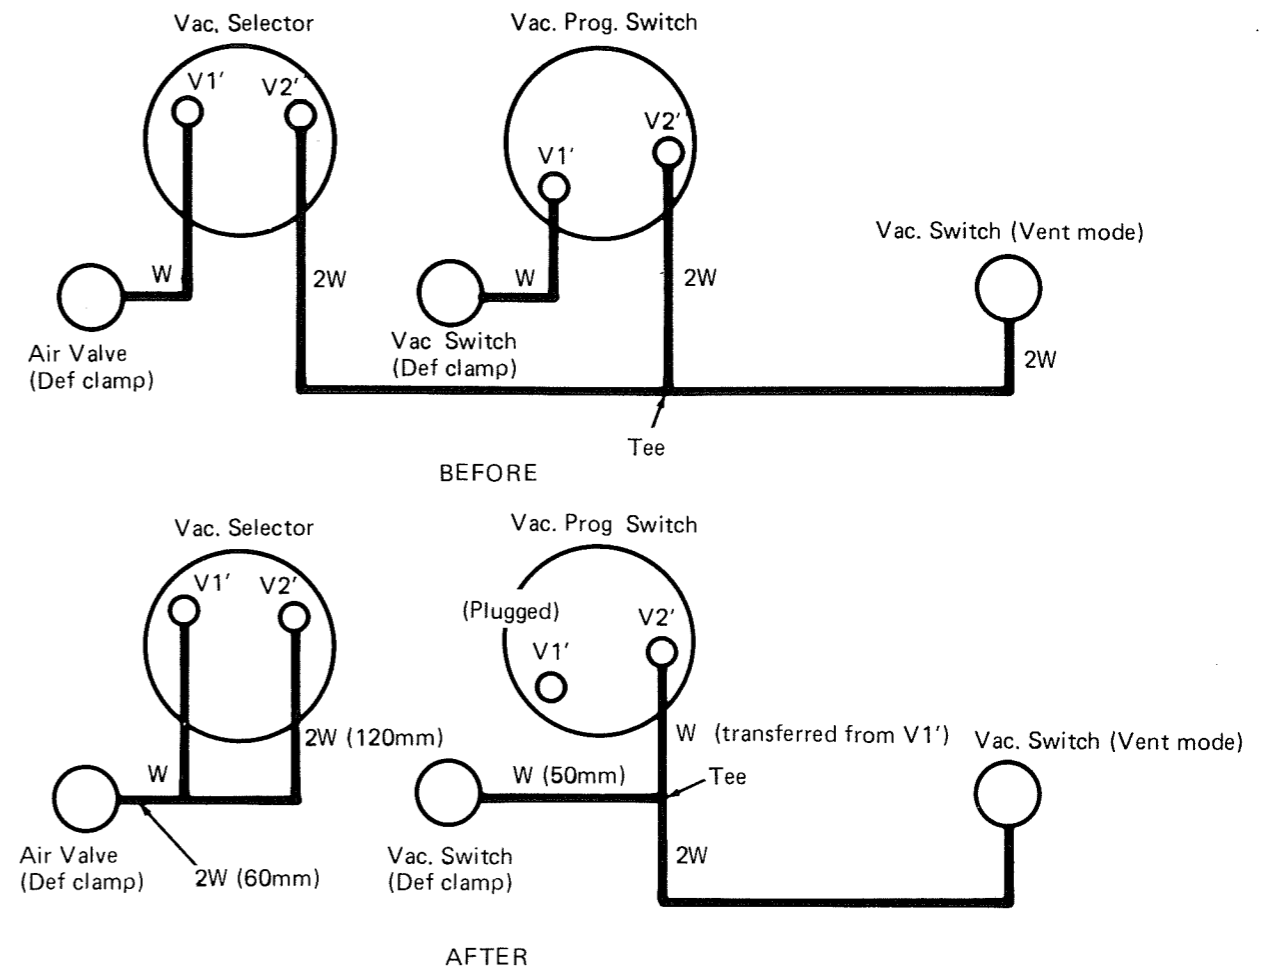 Vac. Selector
Vac. Prog. Switch
V1'
V2'
V2'
V1'
Vac. Switch (Vent mode)
W
2W
W
2W
Air Valve
(Def clamp)
Vac Switch
(Def clamp)
2W
Tee
BEFORE
Vac. Selector
Vac. Prog Switch
V1'
V2'
(Plugged)
V2'
V1'
2W (120mm)
W (transferred from V1')
Vac. Switch (Vent mode)
W
W (50mm)
Tee
Air Valve
(Def clamp)
2W (60mm)
Vac. Switch
(Def clamp)
2W
AFTER